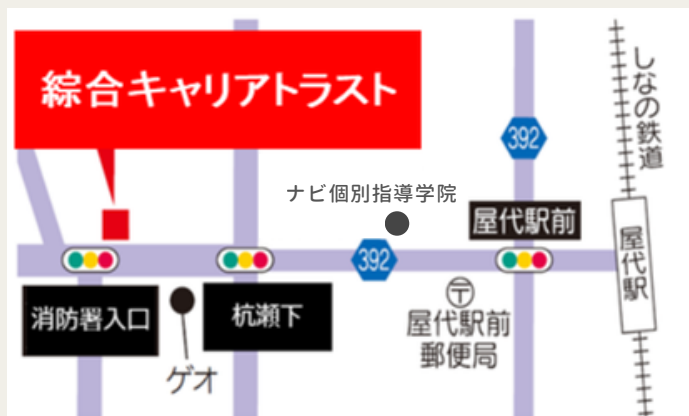 綜合キャリアトラスト
しなの鉄道
392
ナビ個別指導学院
屋代駅前
392
屋代駅
消防署入口
杭瀬下
〒
屋代駅前
郵便局
ゲオ